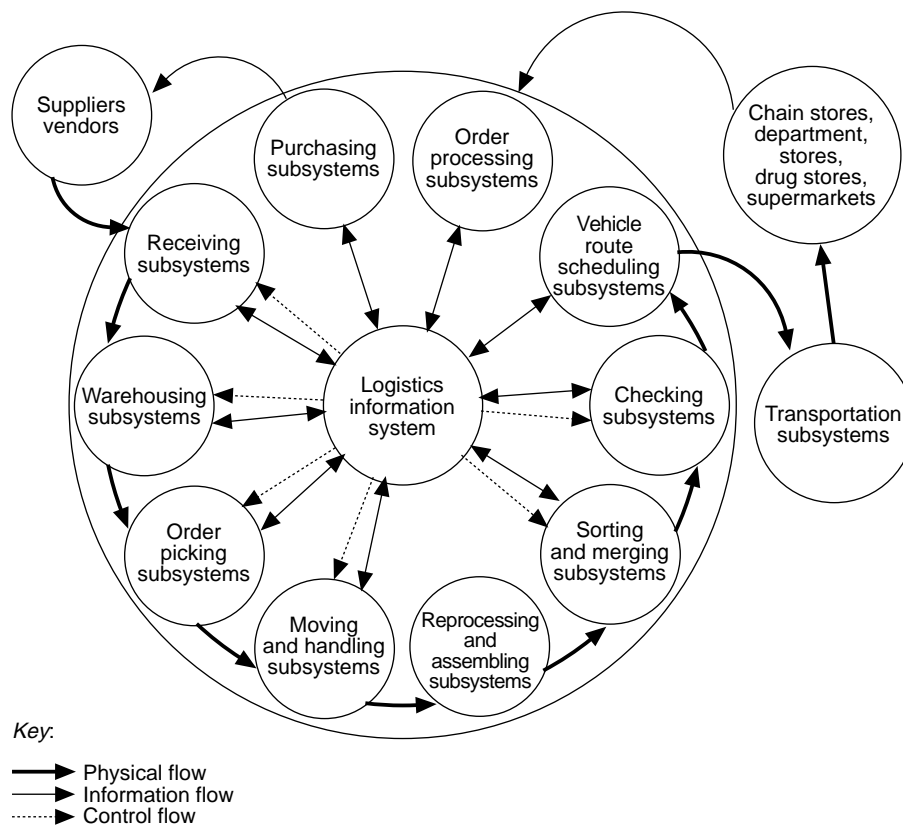 Suppliers
vendors
Purchasing
subsystems
Order
processing
subsystems
Chain stores,
department,
stores,
drug stores,
supermarkets
Receiving
subsystems
Vehicle
route
scheduling
subsystems
Warehousing
subsystems
Logistics
information
system
Checking
subsystems
Transportation
subsystems
Order
picking
subsystems
Sorting
and merging
subsystems
Moving
and handling
subsystems
Reprocessing
and
assembling
subsystems
Key:
Physical flow
Information flow
Control flow